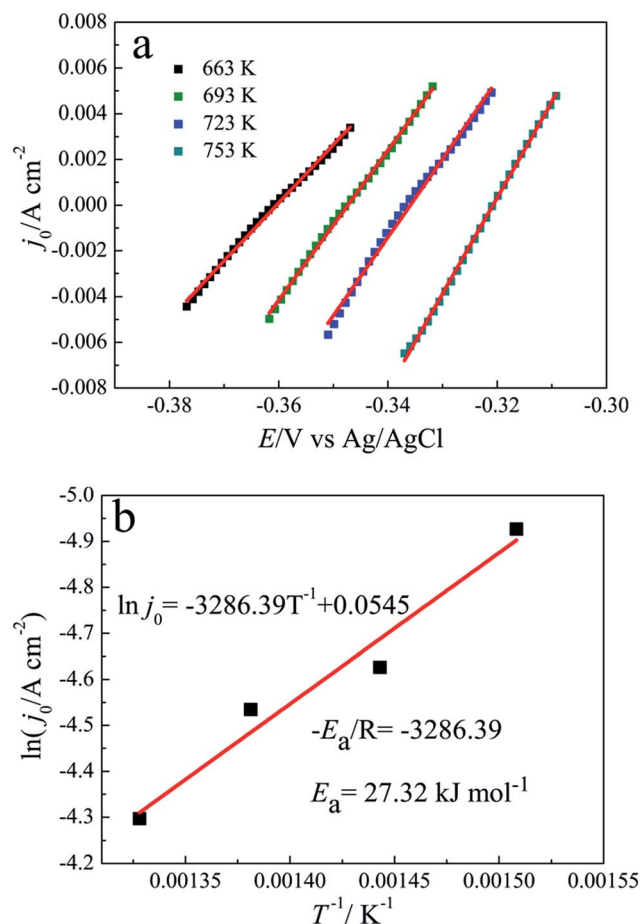 a
663 K
693 K
723 K
753 K
0.008
0.006
0.004
0.002
0.000
-0.002
-0.004
-0.006
-0.008
j₀/A cm⁻²
-0.38 -0.36 -0.34 -0.32 -0.30
E/V vs Ag/AgCl
b
-5.0
-4.9
-4.8
-4.7
-4.6
-4.5
-4.4
-4.3
-4.2
ln(j₀/A cm⁻²)
ln j₀= -3286.39T⁻¹+0.0545
-Eₐ/R= -3286.39
Eₐ= 27.32 kJ mol⁻¹
0.00135 0.00140 0.00145 0.00150 0.00155
T⁻¹/ K⁻¹